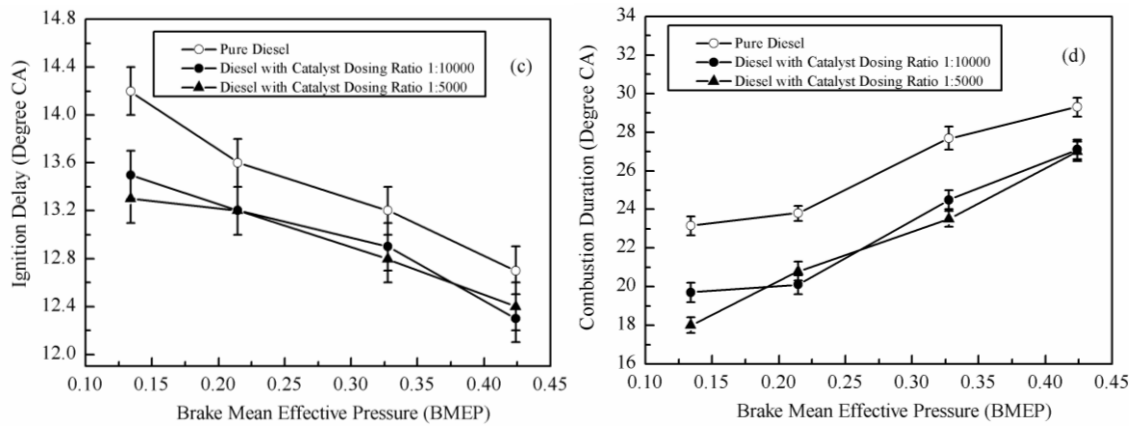 14.8
14.4
14.0
13.6
13.2
12.8
12.4
12.0
Ignition Delay (Degree CA)
Pure Diesel
Diesel with Catalyst Dosing Ratio 1:10000
Diesel with Catalyst Dosing Ratio 1:5000
(c)
0.10 0.15 0.20 0.25 0.30 0.35 0.40 0.45
Brake Mean Effective Pressure (BMEP)
34
32
30
28
26
24
22
20
18
16
Combustion Duration (Degree CA)
Pure Diesel
Diesel with Catalyst Dosing Ratio 1:10000
Diesel with Catalyst Dosing Ratio 1:5000
(d)
0.10 0.15 0.20 0.25 0.30 0.35 0.40 0.45
Brake Mean Effective Pressure (BMEP)